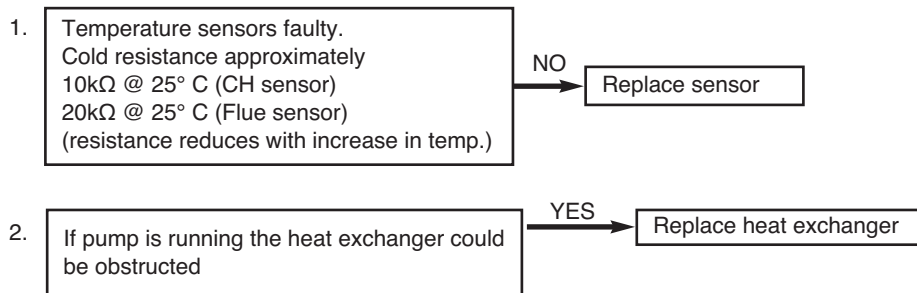 1.
Temperature sensors faulty.
Cold resistance approximately
10kΩ @ 25° C (CH sensor)
20kΩ @ 25° C (Flue sensor)
(resistance reduces with increase in temp.)
NO
Replace sensor
2.
If pump is running the heat exchanger could
be obstructed
YES
Replace heat exchanger